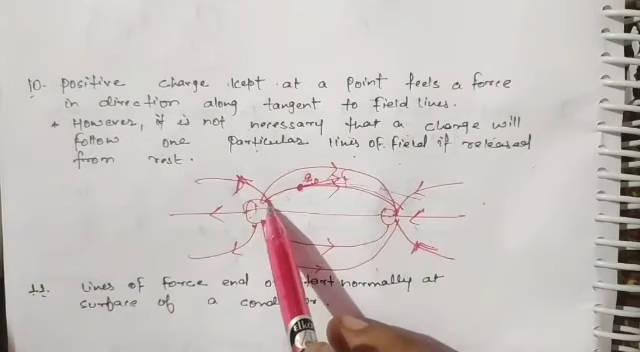 10. positive charge kept at a point feels a force
in direction along tangent to field lines.
* However, it is not necessary that a charge will
follow one particular lines of field if released
from rest.
11. Lines of force end normally at
surface of a
Elko